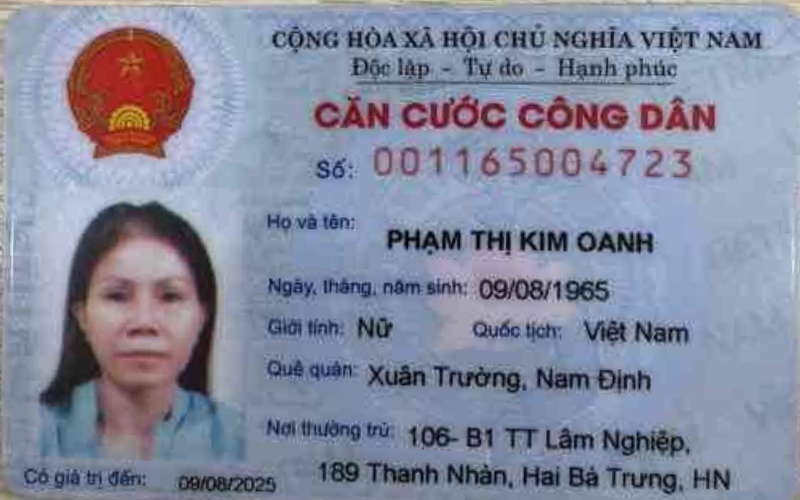 CỘNG HÒA XÃ HỘI CHỦ NGHĨA VIỆT NAM
Độc lập - Tự do - Hạnh phúc
CĂN CƯỚC CÔNG DÂN
Số: 001165004723
Họ và tên: PHẠM THỊ KIM OANH
Ngày, tháng, năm sinh: 09/08/1965
Giới tính: Nữ Quốc tịch: Việt Nam
Quê quán: Xuân Trường, Nam Định
Nơi thường trú: 106- B1 TT Lâm Nghiệp,
189 Thanh Nhàn, Hai Bà Trưng, HN
Có giá trị đến: 09/08/2025